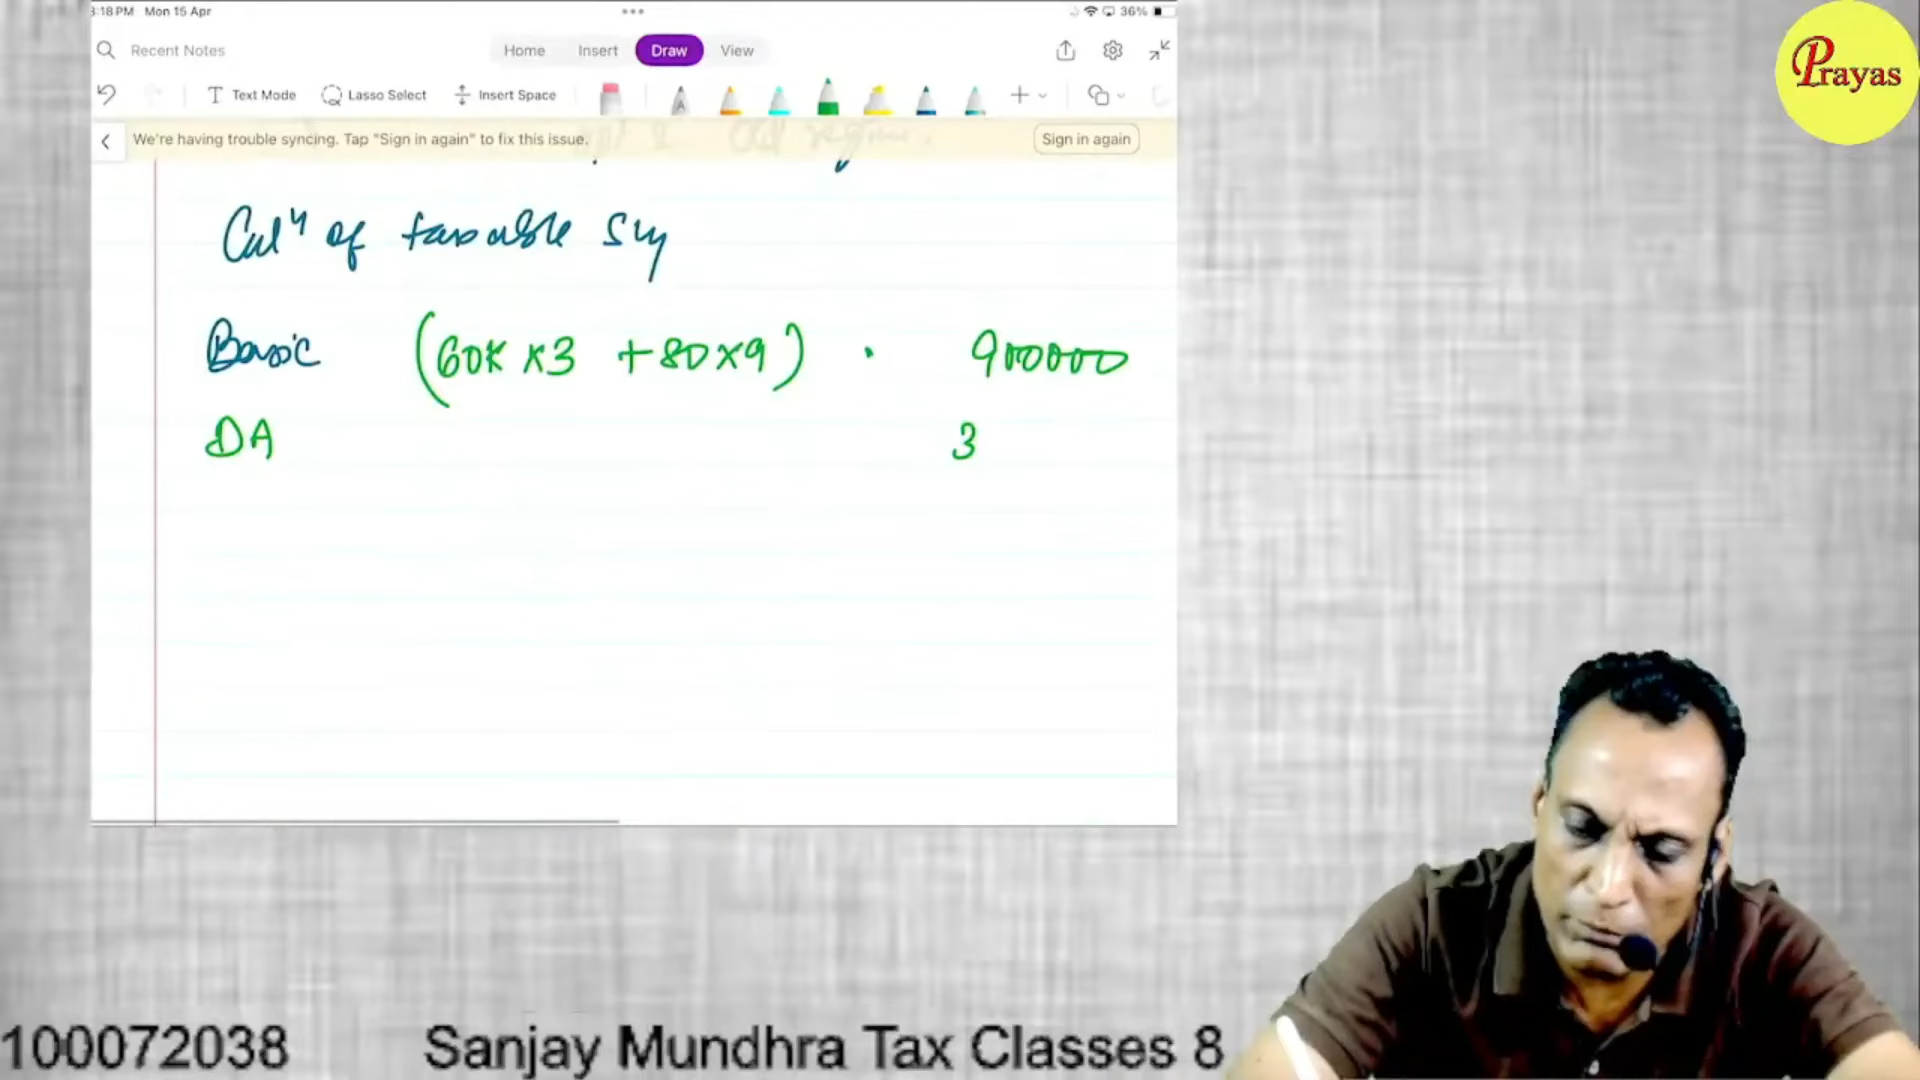 3:18 PM Mon 15 Apr
36%
Recent Notes
Home Insert Draw View
Text Mode Lasso Select Insert Space
We're having trouble syncing. Tap "Sign in again" to fix this issue.
Sign in again
Old regime.
Calⁿ of taxable Sly
Basic (60K x3 +80x9) . 900000
DA 3
Prayas
100072038 Sanjay Mundhra Tax Classes 8